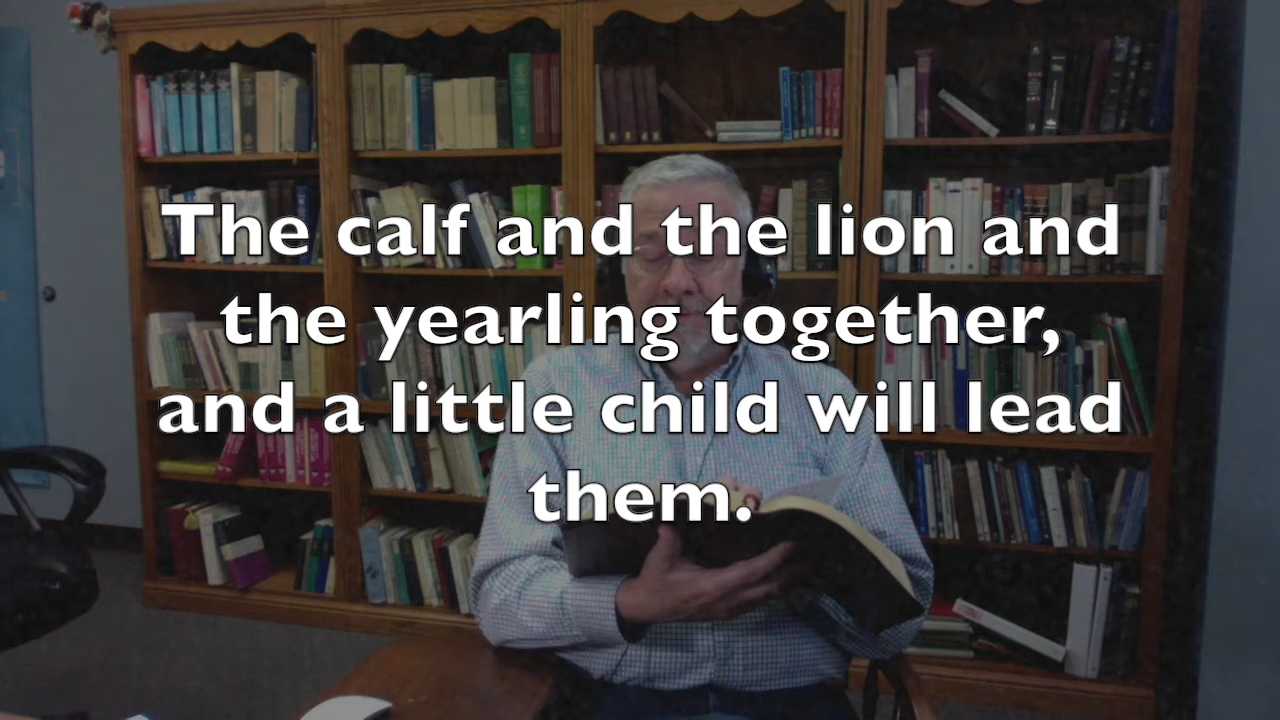 The calf and the lion and
the yearling together,
and a little child will lead
them.